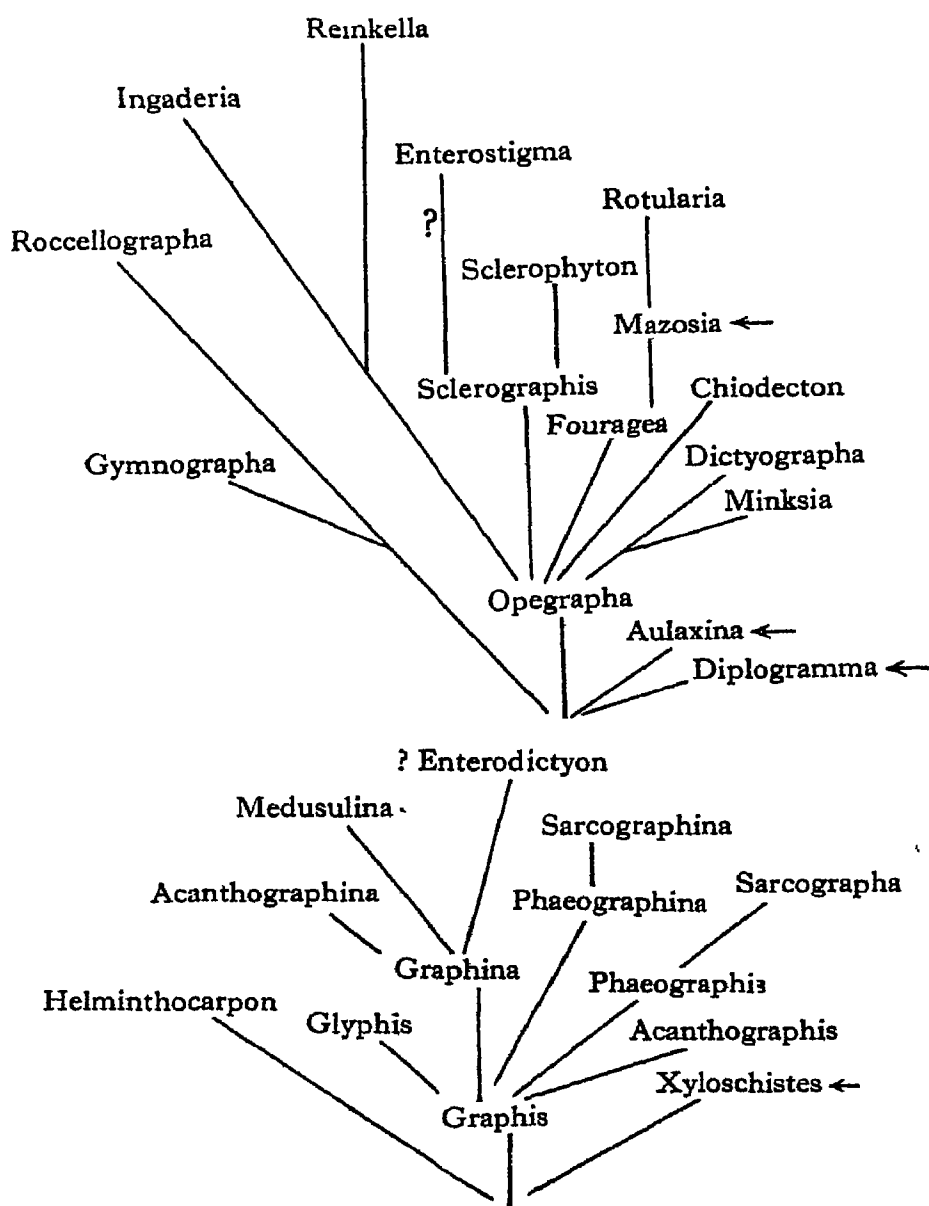 Reinkella
Ingaderia
Enterostigma
Rotularia
?
Roccellographa
Sclerophyton
Mazosia ←
Sclerographis
Chiodecton
Fouragea
Gymnographa
Dictyographa
Minksia
Opegrapha
Aulaxina ←
Diplogramma ←
? Enterodictyon
Medusulina
Sarcographina
Acanthographina
Sarcographa
Phaeographina
Graphina
Phaeographis
Helminthocarpon
Glyphis
Acanthographis
Xyloschistes ←
Graphis